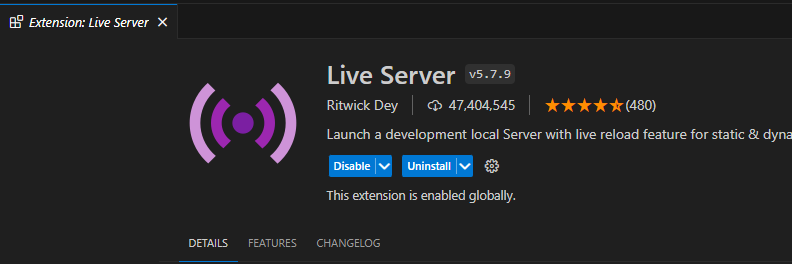 Extension: Live Server
Live Server v5.7.9
Ritwick Dey 47,404,545 (480)
Launch a development local Server with live reload feature for static & dyna
Disable Uninstall
This extension is enabled globally.
DETAILS FEATURES CHANGELOG